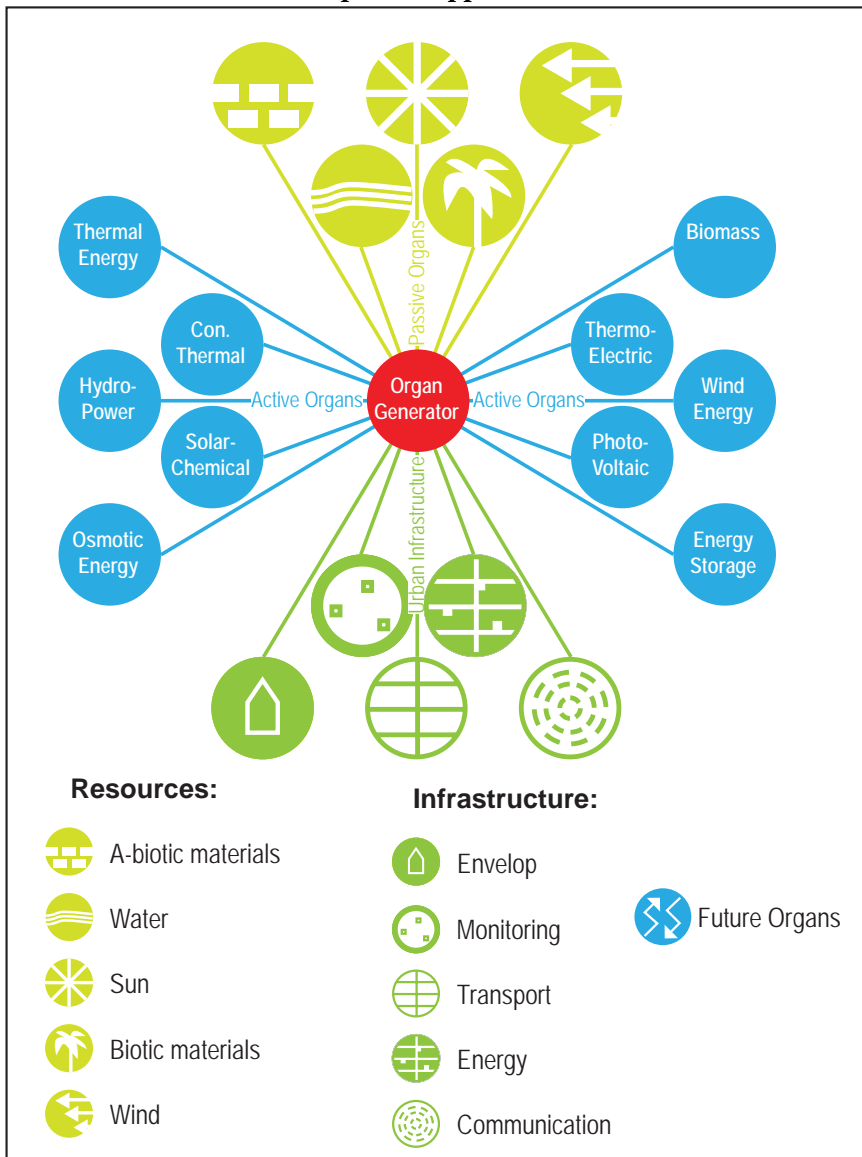 Thermal
Energy
Biomass
Passive Organs
Con.
Thermal
Thermo-
Electric
Hydro-
Power
Active Organs
Organ
Generator
Active Organs
Wind
Energy
Solar-
Chemical
Photo-
Voltaic
Urban Infrastructure
Osmotic
Energy
Energy
Storage
Resources:
A-biotic materials
Water
Sun
Biotic materials
Wind
Infrastructure:
Envelop
Monitoring
Transport
Energy
Communication
Future Organs